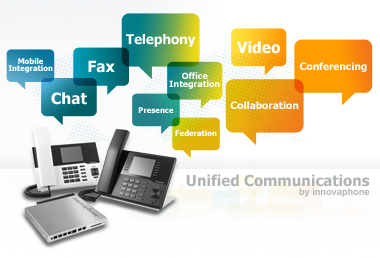 Telephony
Video
Mobile
Integration
Fax
Conferencing
Office
Integration
Chat
Presence
Collaboration
Federation
Unified Communications
by innovaphone